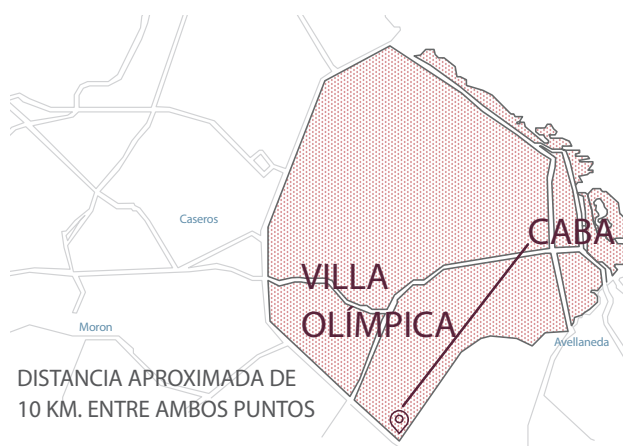 CABA
Caseros
VILLA
OLÍMPICA
Moron
Avellaneda
DISTANCIA APROXIMADA DE
10 KM. ENTRE AMBOS PUNTOS